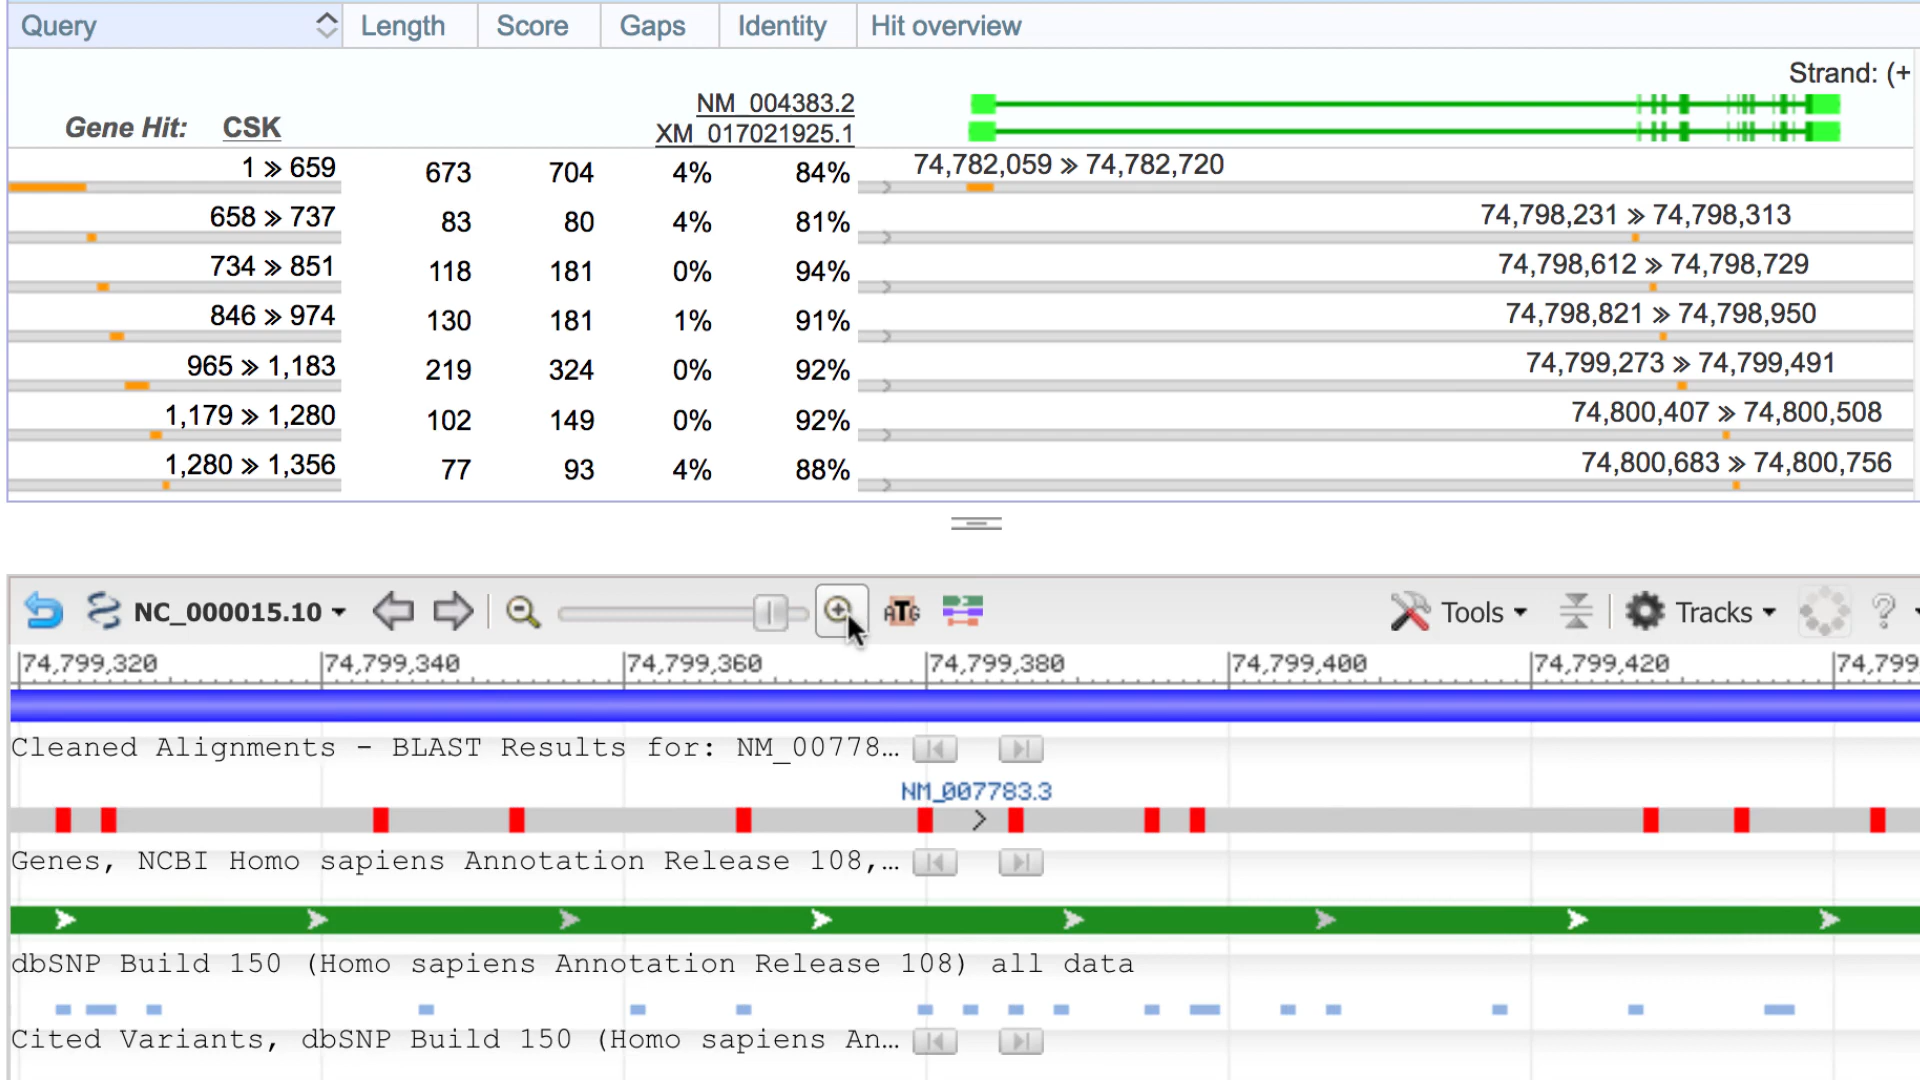 Query Length Score Gaps Identity Hit overview
Strand: (+
NM_004383.2
Gene Hit: CSK XM_017021925.1
1 » 659 673 704 4% 84% 74,782,059 » 74,782,720
658 » 737 83 80 4% 81% 74,798,231 » 74,798,313
734 » 851 118 181 0% 94% 74,798,612 » 74,798,729
846 » 974 130 181 1% 91% 74,798,821 » 74,798,950
965 » 1,183 219 324 0% 92% 74,799,273 » 74,799,491
1,179 » 1,280 102 149 0% 92% 74,800,407 » 74,800,508
1,280 » 1,356 77 93 4% 88% 74,800,683 » 74,800,756
NC_000015.10 ATG Tools Tracks ?
74,799,320 74,799,340 74,799,360 74,799,380 74,799,400 74,799,420 74,799
Cleaned Alignments - BLAST Results for: NM_00778…
NM_007783.3
Genes, NCBI Homo sapiens Annotation Release 108,…
dbSNP Build 150 (Homo sapiens Annotation Release 108) all data
Cited Variants, dbSNP Build 150 (Homo sapiens An…